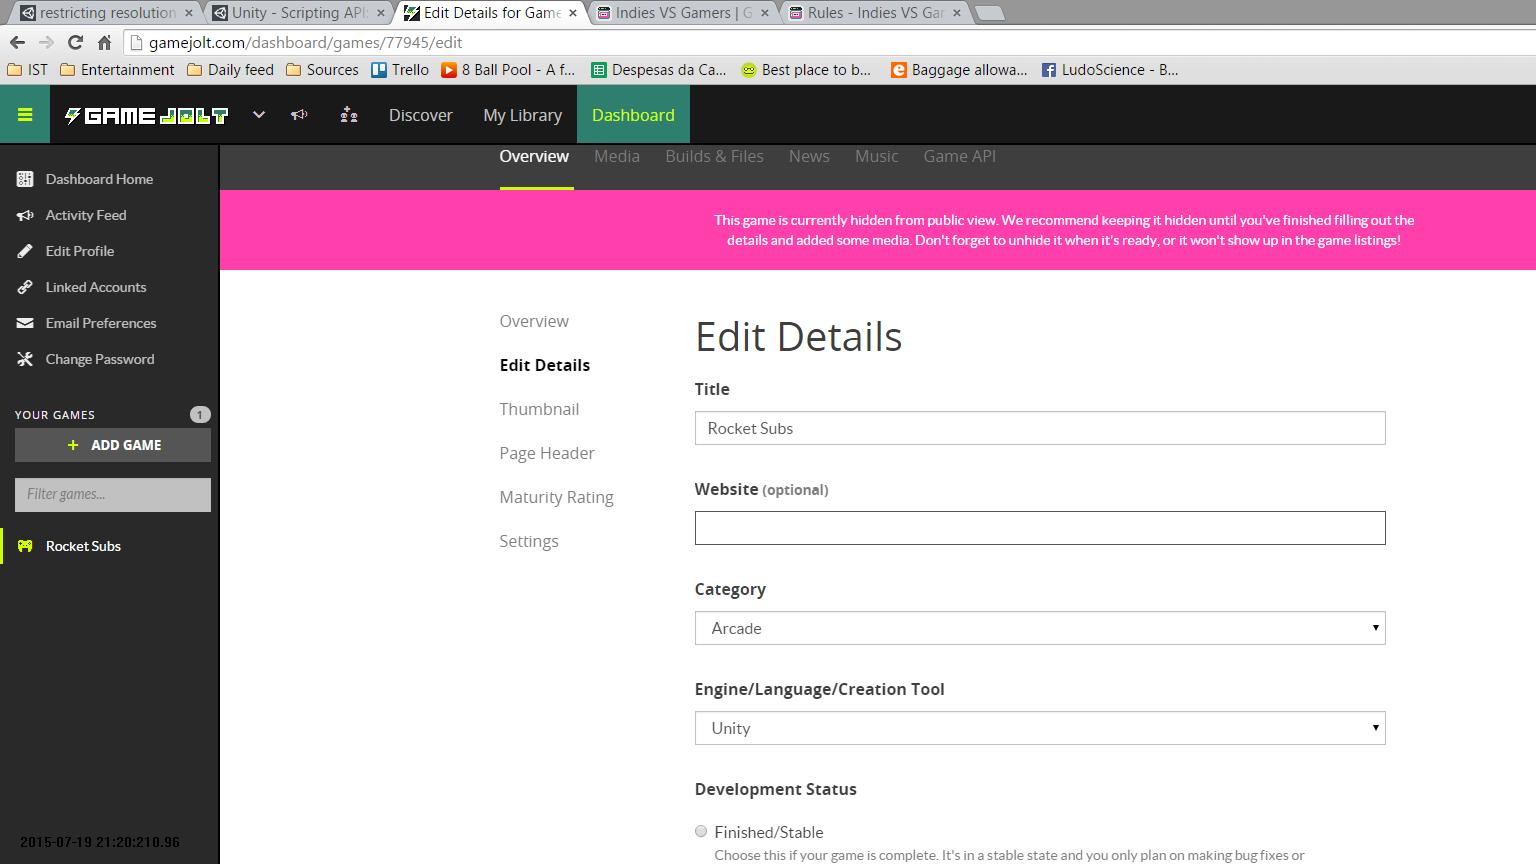 restricting resolution
Unity - Scripting API:
Edit Details for Game
Indies VS Gamers | G
Rules - Indies VS Gar
gamejolt.com/dashboard/games/77945/edit
IST
Entertainment
Daily feed
Sources
Trello
8 Ball Pool - A f...
Despesas da Ca...
Best place to b...
Baggage allowa...
LudoScience - B...
GAME JOLT
Discover
My Library
Dashboard
Overview
Media
Builds & Files
News
Music
Game API
Dashboard Home
Activity Feed
Edit Profile
Linked Accounts
Email Preferences
Change Password
YOUR GAMES
1
+ ADD GAME
Filter games...
Rocket Subs
This game is currently hidden from public view. We recommend keeping it hidden until you've finished filling out the
details and added some media. Don't forget to unhide it when it's ready, or it won't show up in the game listings!
Overview
Edit Details
Thumbnail
Page Header
Maturity Rating
Settings
Edit Details
Title
Rocket Subs
Website (optional)
Category
Arcade
Engine/Language/Creation Tool
Unity
Development Status
Finished/Stable
Choose this if your game is complete. It's in a stable state and you only plan on making bug fixes or
2015-07-19 21:20:210.96